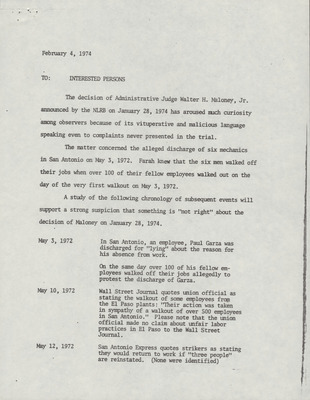 February 4, 1974
TO: INTERESTED PERSONS
The decision of Administrative Judge Walter H. Maloney, Jr.
announced by the NLRB on January 28, 1974 has aroused much curiosity
among observers because of its vituperative and malicious language
speaking even to complaints never presented in the trial.
The matter concerned the alleged discharge of six mechanics
in San Antonio on May 3, 1972. Farah knew that the six men walked off
their jobs when over 100 of their fellow employees walked out on the
day of the very first walkout on May 3, 1972.
A study of the following chronology of subsequent events will
support a strong suspicion that something is "not right" about the
decision of Maloney on January 28, 1974.
May 3, 1972 In San Antonio, an employee, Paul Garza was
discharged for "lying" about the reason for
his absence from work.
On the same day over 100 of his fellow em-
ployees walked off their jobs allegedly to
protest the discharge of Garza.
May 10, 1972 Wall Street Journal quotes union official as
stating the walkout of some employees from
the El Paso plants: "Their action was taken
in sympathy of a walkout of over 500 employees
in San Antonio." Please note that the union
official made no claim about unfair labor
practices in El Paso to the Wall Street
Journal.
May 12, 1972 San Antonio Express quotes strikers as stating
they would return to work if "three people"
are reinstated. (None were identified)